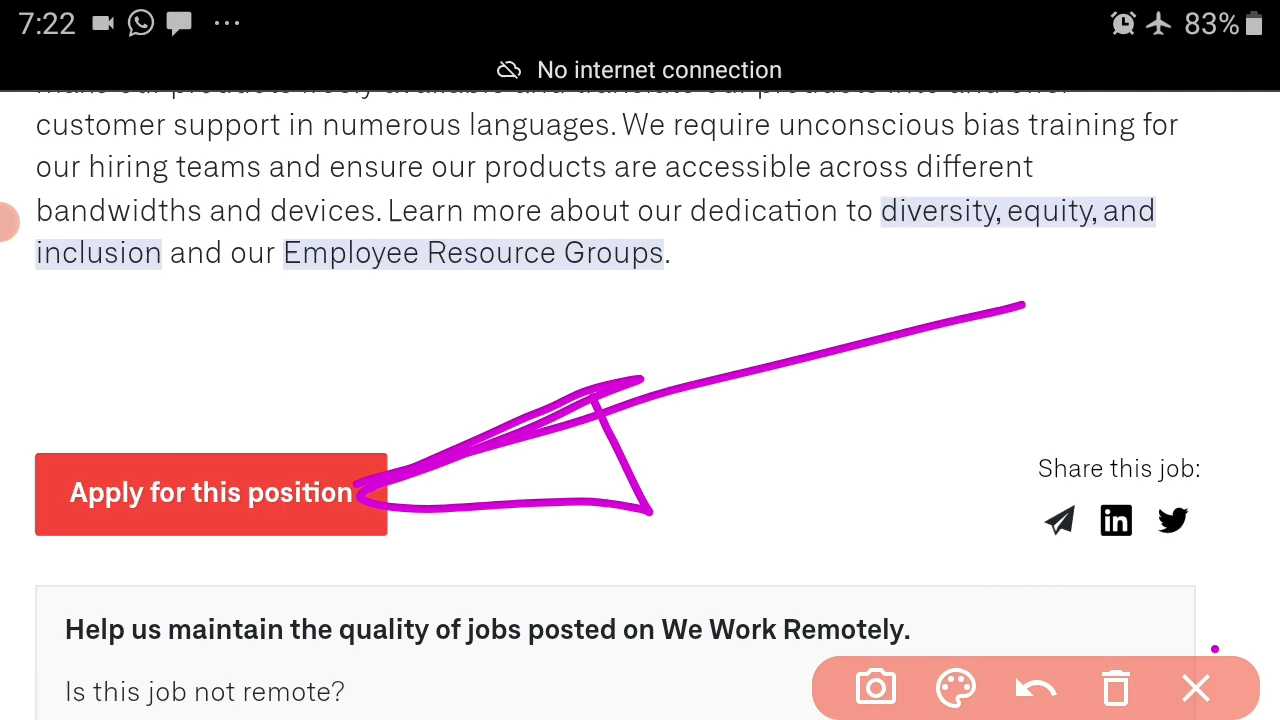 7:22
83%
No internet connection
customer support in numerous languages. We require unconscious bias training for
our hiring teams and ensure our products are accessible across different
bandwidths and devices. Learn more about our dedication to diversity, equity, and
inclusion and our Employee Resource Groups.
Apply for this position
Share this job:
Help us maintain the quality of jobs posted on We Work Remotely.
Is this job not remote?